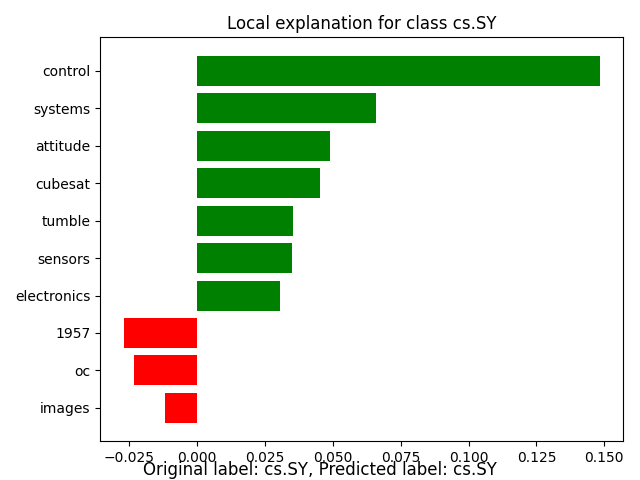 Local explanation for class cs.SY
control
systems
attitude
cubesat
tumble
sensors
electronics
1957
oc
images
−0.025 0.000 0.025 0.050 0.075 0.100 0.125 0.150
Original label: cs.SY, Predicted label: cs.SY